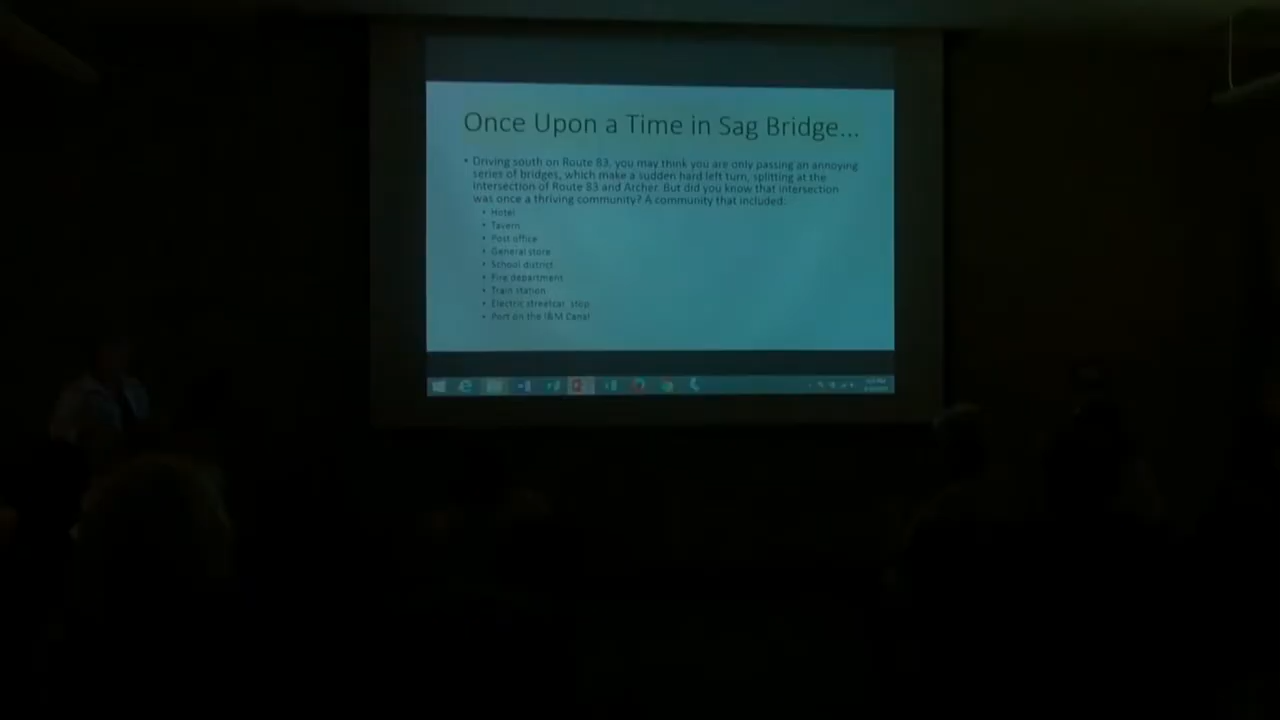 Once Upon a Time in Sag Bridge...
• Driving south on Route 83, you may think you are only passing an annoying
series of bridges, which make a sudden hard left turn, splitting at the
intersection of Route 83 and Archer. But did you know that intersection
was once a thriving community? A community that included:
• Hotel
• Tavern
• Post office
• General store
• School district
• Fire department
• Train station
• Electric streetcar stop
• Port on the I&M Canal